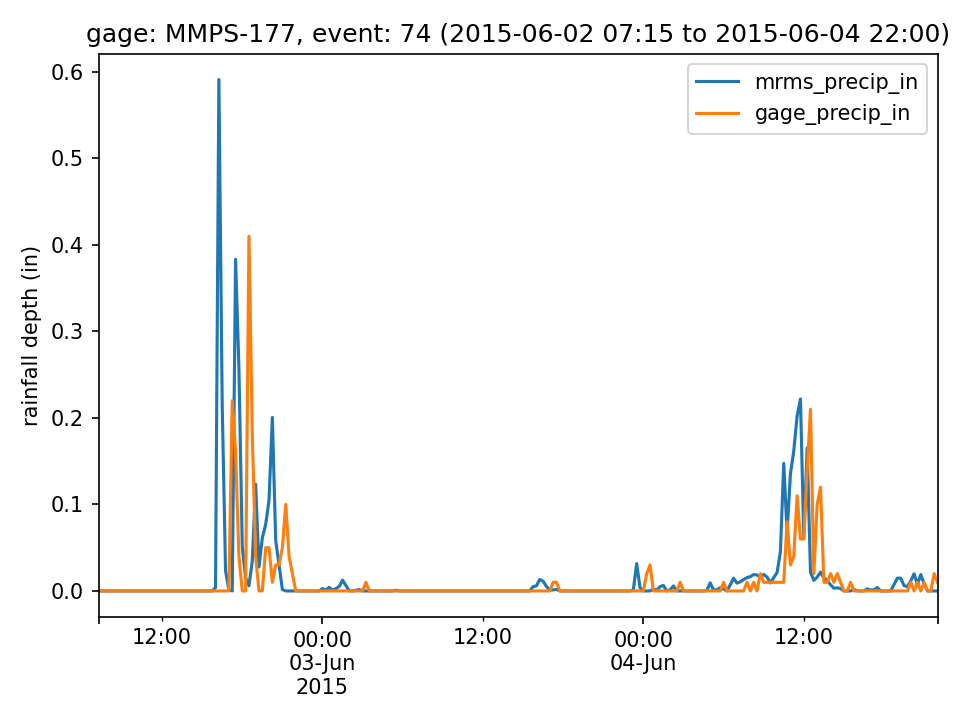 gage: MMPS-177, event: 74 (2015-06-02 07:15 to 2015-06-04 22:00)
mrms_precip_in
gage_precip_in
rainfall depth (in)
0.6
0.5
0.4
0.3
0.2
0.1
0.0
12:00
00:00
12:00
00:00
12:00
03-Jun
04-Jun
2015